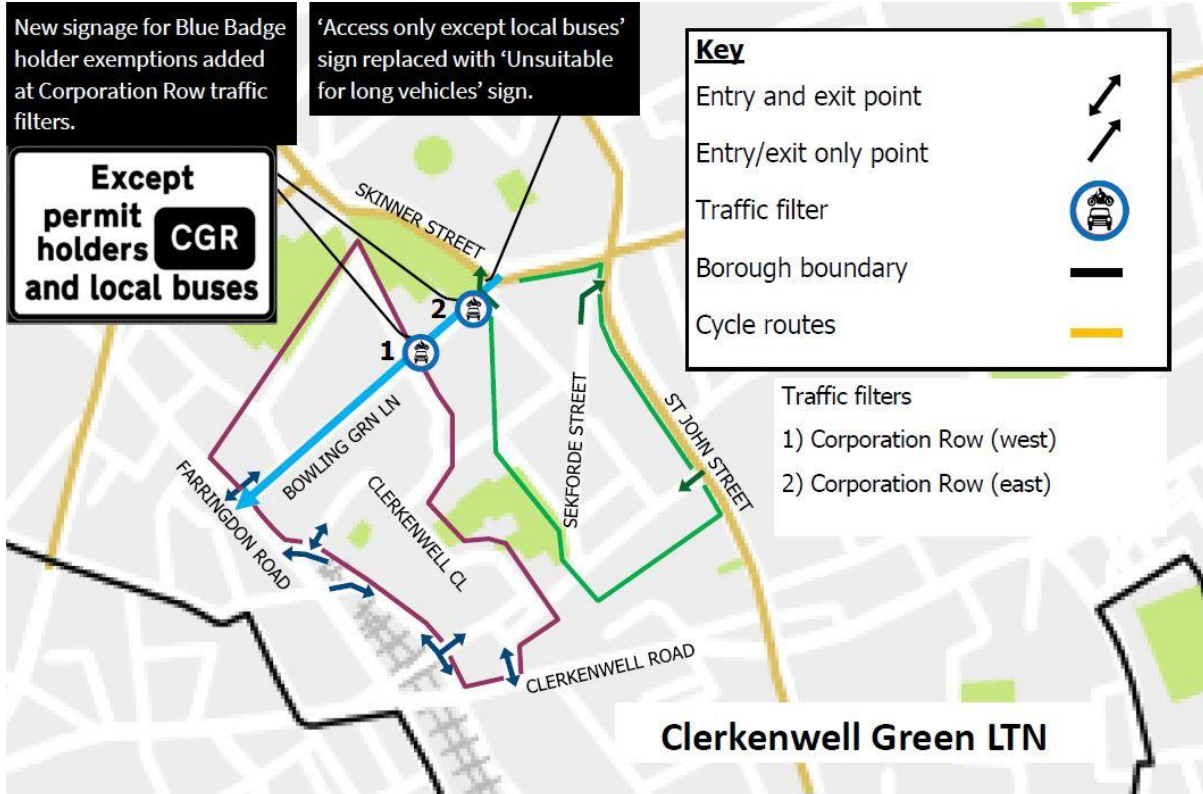 New signage for Blue Badge
holder exemptions added
at Corporation Row traffic
filters.
‘Access only except local buses’
sign replaced with ‘Unsuitable
for long vehicles’ sign.
Except
permit
holders CGR
and local buses
Key
Entry and exit point
Entry/exit only point
Traffic filter
Borough boundary
Cycle routes
Traffic filters
1) Corporation Row (west)
2) Corporation Row (east)
SKINNER STREET
2
1
BOWLING GRN LN
FARRINGDON ROAD
CLERKENWELL CL
SEKFORDE STREET
ST JOHN STREET
CLERKENWELL ROAD
Clerkenwell Green LTN